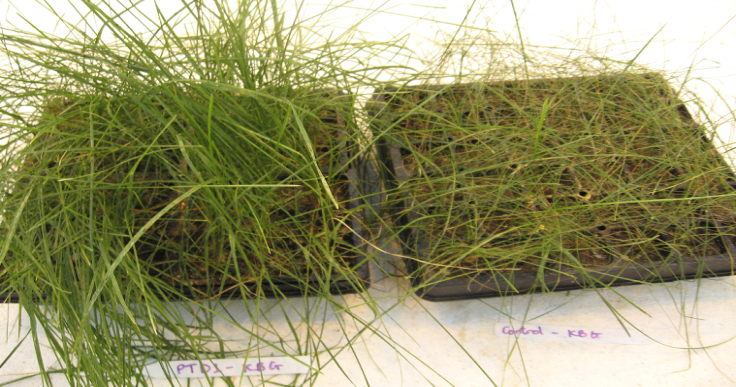 PTD1 - KBG
Control - KBG